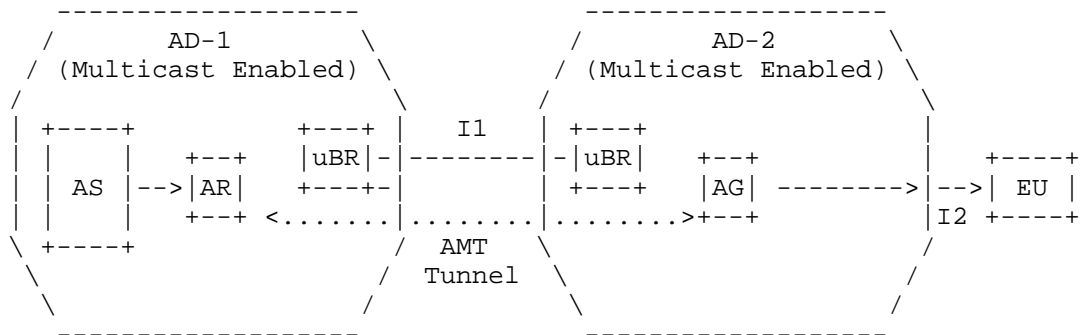 AD-1 AD-2
(Multicast Enabled) (Multicast Enabled)
I1
uBR uBR
AS AR AG EU
I2
AMT
Tunnel